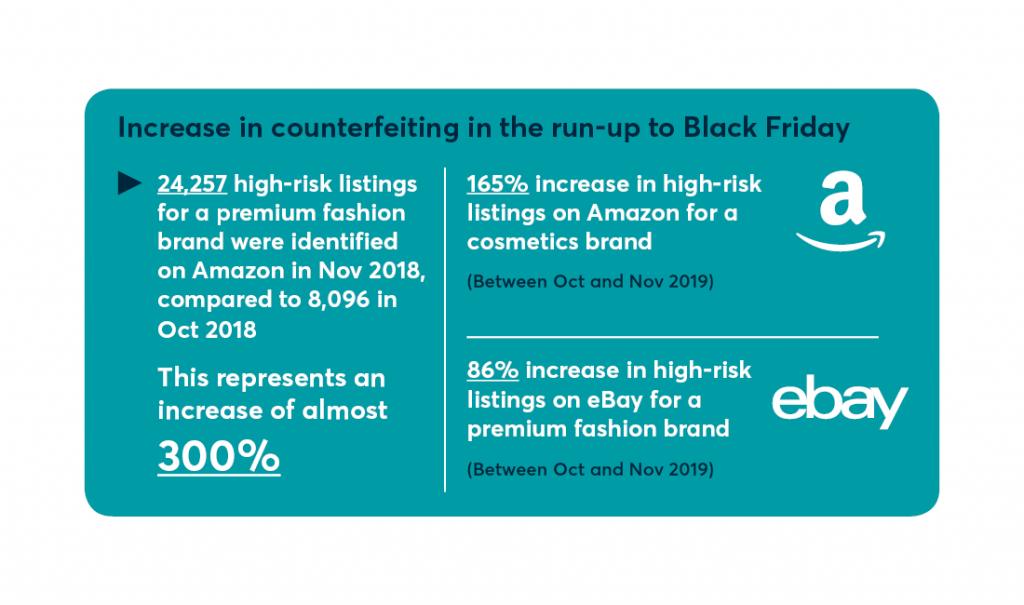 Increase in counterfeiting in the run-up to Black Friday
24,257 high-risk listings
for a premium fashion
brand were identified
on Amazon in Nov 2018,
compared to 8,096 in
Oct 2018
This represents an
increase of almost
300%
165% increase in high-risk
listings on Amazon for a
cosmetics brand
(Between Oct and Nov 2019)
a
86% increase in high-risk
listings on eBay for a
premium fashion brand
(Between Oct and Nov 2019)
ebay